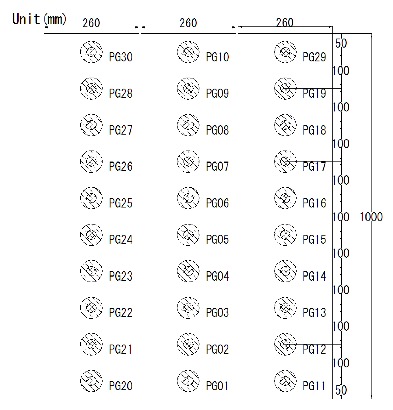 Unit(mm)
260 260 260
50
PG30 PG10 PG29
100
PG28 PG09 PG19
100
PG27 PG08 PG18
100
PG26 PG07 PG17
100
PG25 PG06 PG16
100 1000
PG24 PG05 PG15
100
PG23 PG04 PG14
100
PG22 PG03 PG13
100
PG21 PG02 PG12
100
PG20 PG01 PG11
50